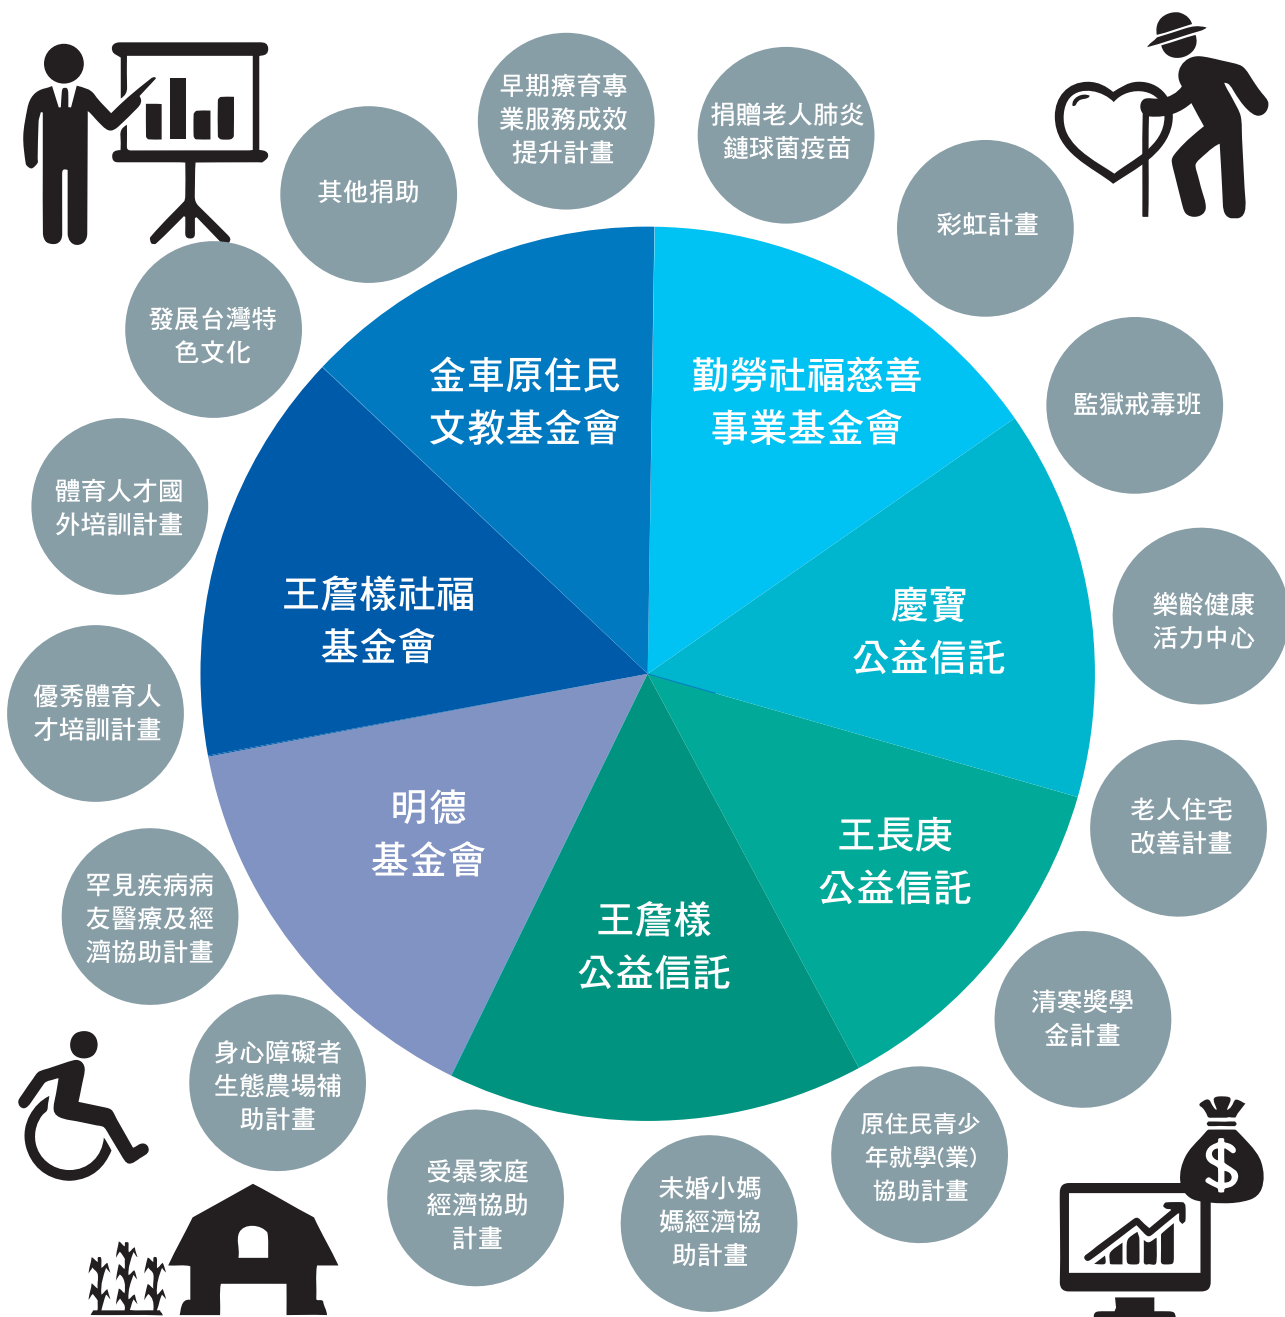 早期療育專
業服務成效
提升計畫
捐贈老人肺炎
鏈球菌疫苗
彩虹計畫
監獄戒毒班
樂齡健康
活力中心
老人住宅
改善計畫
清寒獎學
金計畫
原住民青少
年就學(業)
協助計畫
未婚小媽
媽經濟協
助計畫
受暴家庭
經濟協助
計畫
身心障礙者
生態農場補
助計畫
罕見疾病病
友醫療及經
濟協助計畫
優秀體育人
才培訓計畫
體育人才國
外培訓計畫
發展台灣特
色文化
其他捐助
金車原住民
文教基金會
勤勞社福慈善
事業基金會
慶寶
公益信託
王長庚
公益信託
王詹樣
公益信託
明德
基金會
王詹樣社福
基金會
$